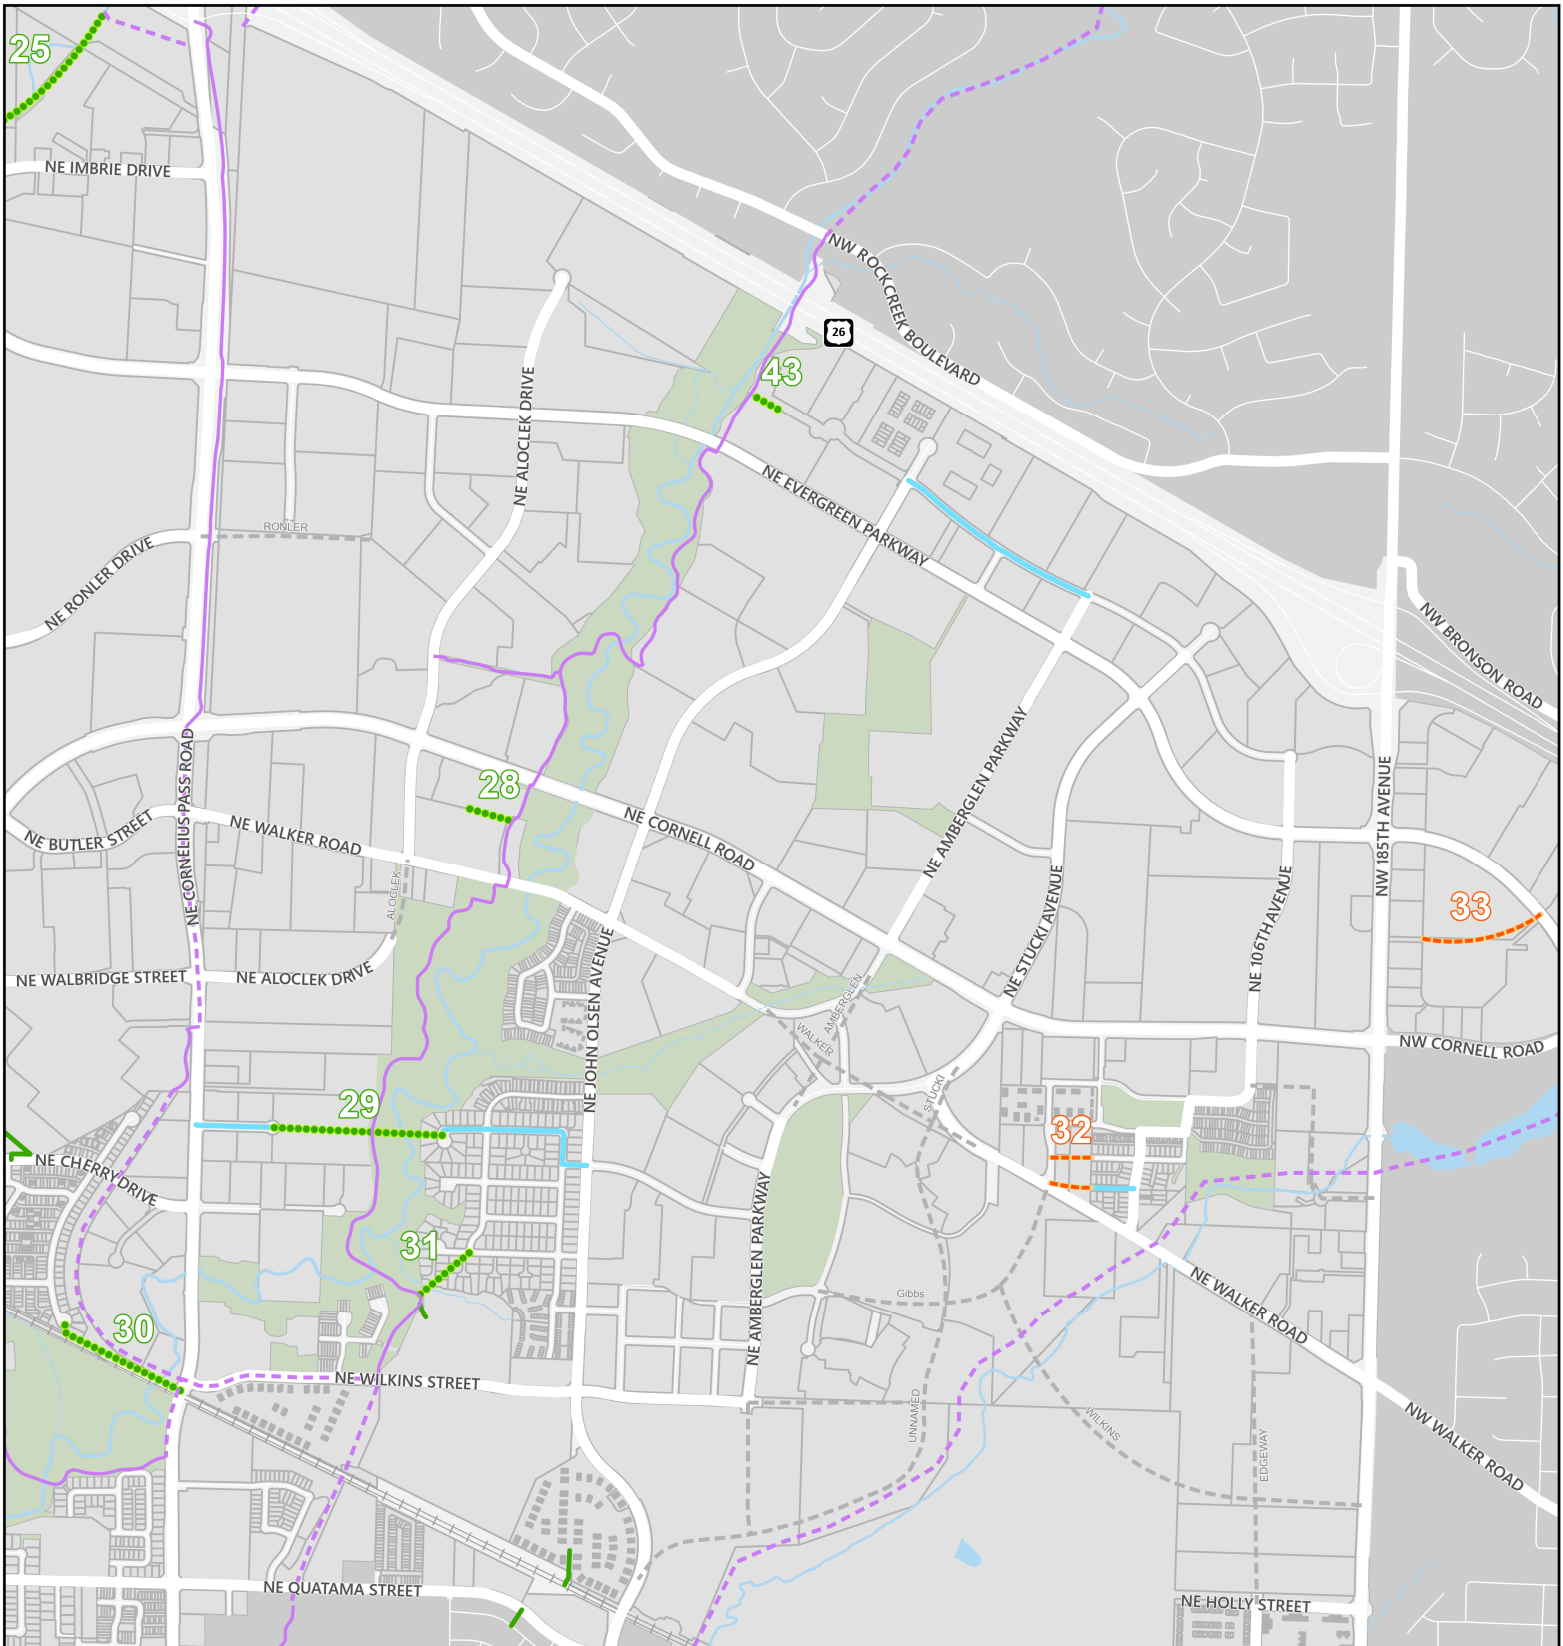 25
NE IMBRIE DRIVE
NW ROCKCREEK BOULEVARD
26
43
NE ALOCLEK DRIVE
NE EVERGREEN PARKWAY
RONLER
NE RONLER DRIVE
NW BRONSON ROAD
NE CORNELIUS PASS ROAD
28
NE AMBERGLEN PARKWAY
NW 185TH AVENUE
NE BUTLER STREET
NE WALKER ROAD
NE CORNELL ROAD
ALOCLEK
NE STUCKI AVENUE
NE 106TH AVENUE
33
NE WALBRIDGE STREET
NE ALOCLEK DRIVE
NE JOHN OLSEN AVENUE
AMBERGLEN
WALKER
NW CORNELL ROAD
STUCKI
29
32
NE CHERRY DRIVE
31
NE AMBERGLEN PARKWAY
Gibbs
NE WALKER ROAD
30
NE WILKINS STREET
UNNAMED
WILKINS
EDGEWAY
NW WALKER ROAD
NE QUATAMA STREET
NE HOLLY STREET